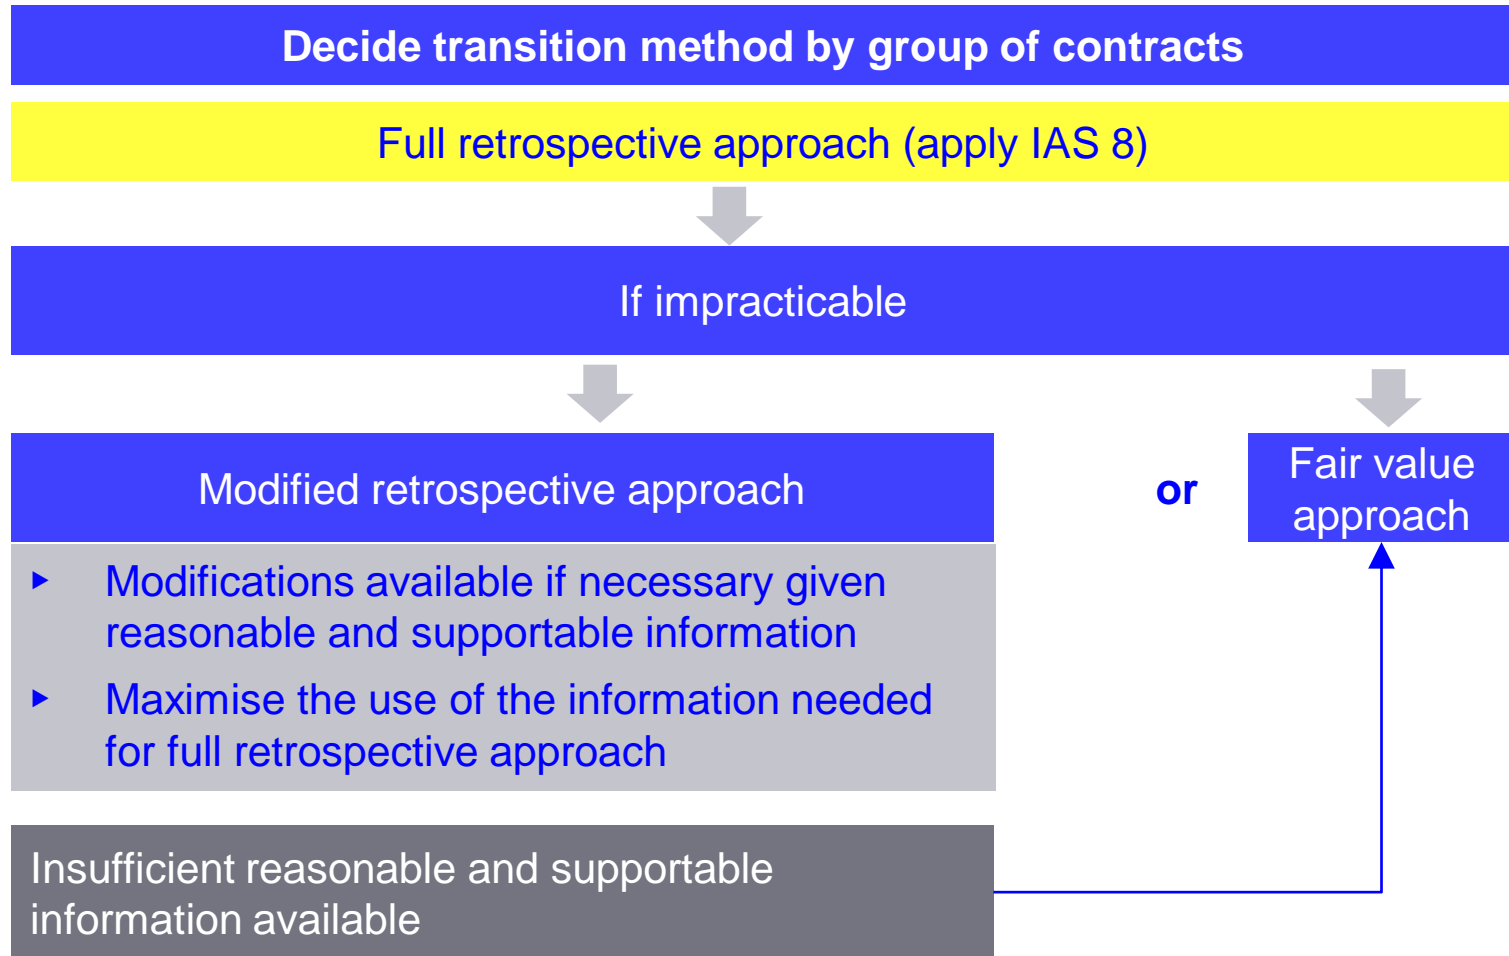 Decide transition method by group of contracts
Full retrospective approach (apply IAS 8)
If impracticable
Modified retrospective approach
or
Fair value
approach
▶ Modifications available if necessary given
reasonable and supportable information
▶ Maximise the use of the information needed
for full retrospective approach
Insufficient reasonable and supportable
information available